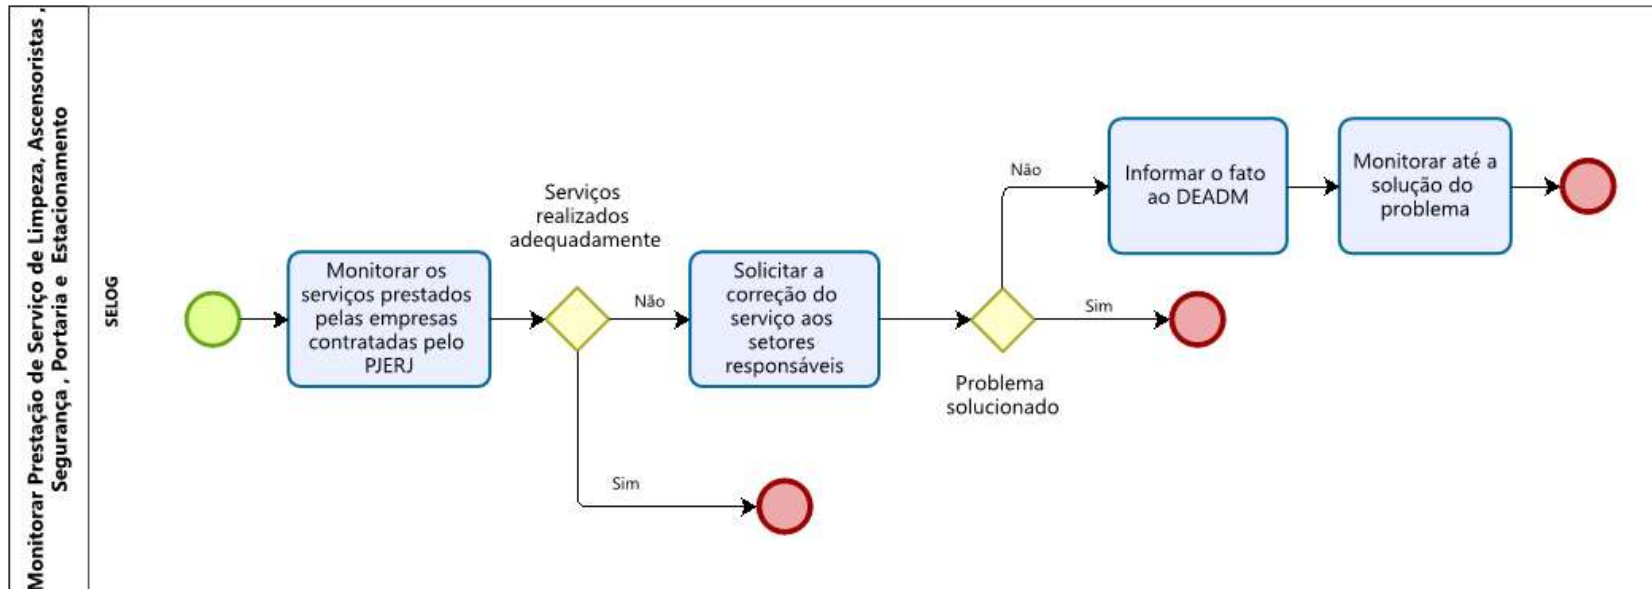 Monitorar Prestação de Serviço de Limpeza, Ascensoristas ,
Segurança , Portaria e Estacionamento
SELOG
Monitorar os
serviços prestados
pelas empresas
contratadas pelo
PJERJ
Serviços
realizados
adequadamente
Não
Sim
Solicitar a
correção do
serviço aos
setores
responsáveis
Problema
solucionado
Não
Sim
Informar o fato
ao DEADM
Monitorar até a
solução do
problema